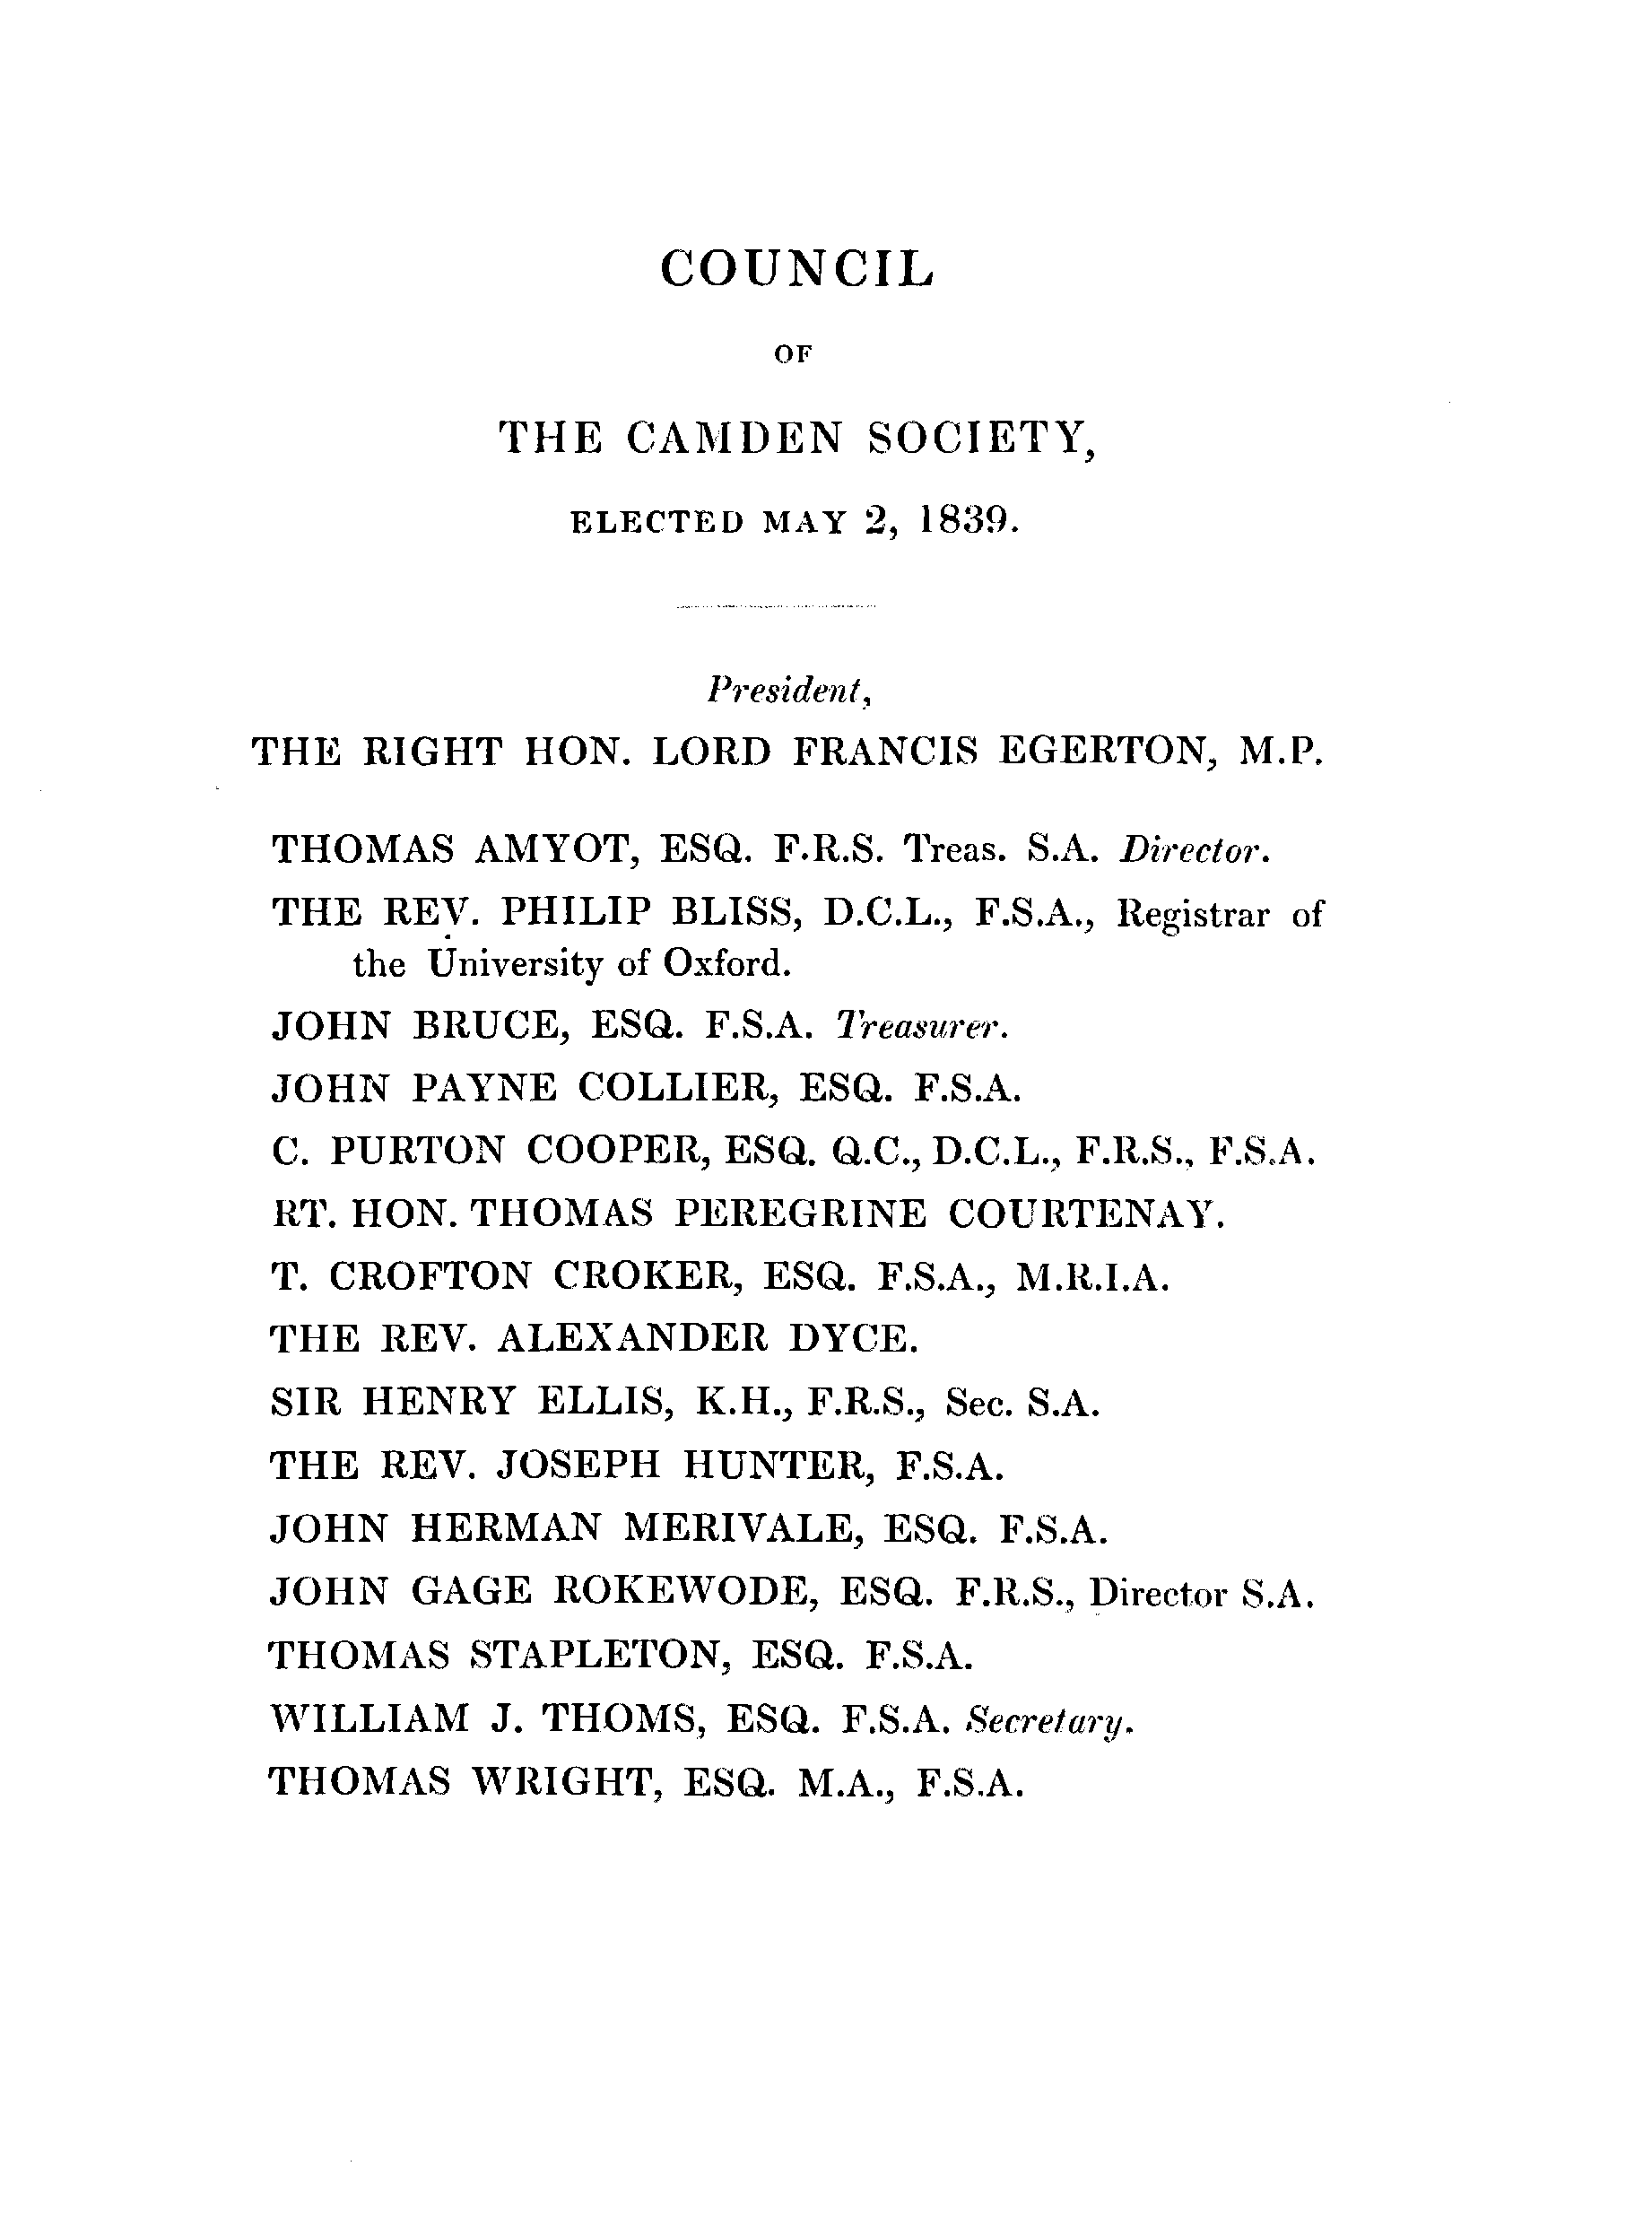 COUNCIL
OF
THE CAMDEN SOCIETY,
ELECTED MAY 2, 1839.
President,
THE RIGHT HON. LORD FRANCIS EGERTON, M.P.
THOMAS AMYOT, ESQ. F.R.S. Treas. S.A. Director.
THE REV. PHILIP BLISS, D.C.L., F.S.A., Registrar of
the University of Oxford.
JOHN BRUCE, ESQ. F.S.A. Treasurer.
JOHN PAYNE COLLIER, ESQ. F.S.A.
C. PURTON COOPER, ESQ. Q.C., D.C.L., F.R.S., F.S.A.
RT. HON. THOMAS PEREGRINE COURTENAY.
T. CROFTON CROKER, ESQ. F.S.A., M.R.I.A.
THE REV. ALEXANDER DYCE.
SIR HENRY ELLIS, K.H., F.R.S., Sec. S.A.
THE REV. JOSEPH HUNTER, F.S.A.
JOHN HERMAN MERIVALE, ESQ. F.S.A.
JOHN GAGE ROKEWODE, ESQ. F.R.S., Director S.A.
THOMAS STAPLETON, ESQ. F.S.A.
WILLIAM J. THOMS, ESQ. F.S.A. Secretary.
THOMAS WRIGHT, ESQ. M.A., F.S.A.